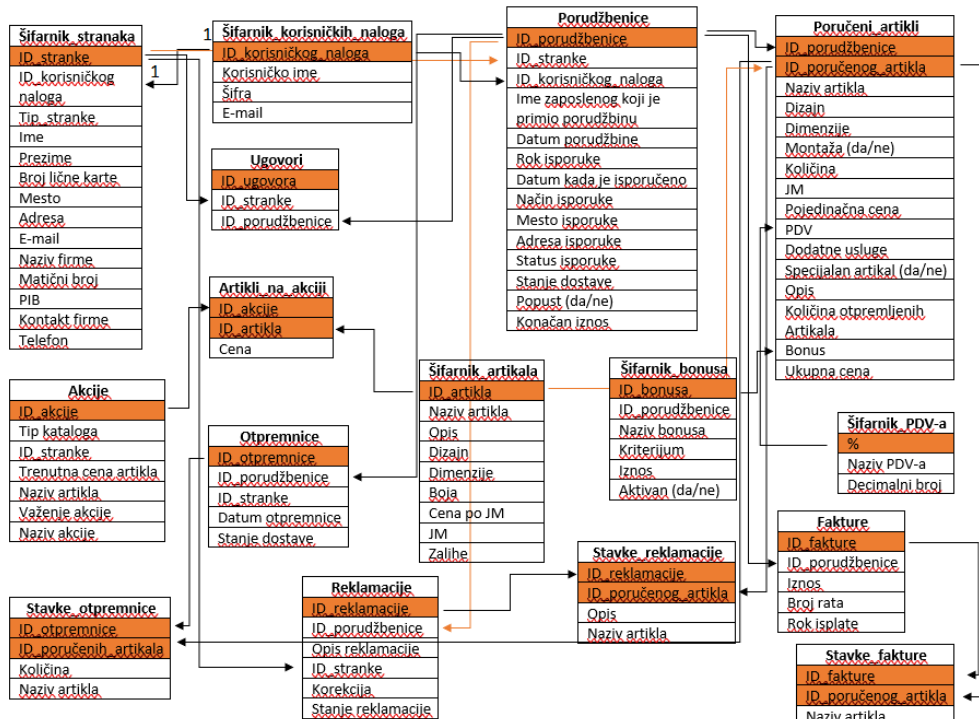 Šifarnik_stranaka
ID_stranke
ID_korisničkog
naloga
Tip_stranke
Ime
Prezime
Broj lične karte
Mesto
Adresa
E-mail
Naziv firme
Matični broj
PIB
Kontakt firme
Telefon
1
1
Šifarnik_korisničkih_naloga
ID_korisničkog_naloga
Korisničko ime
Šifra
E-mail
Ugovori
ID_ugovora
ID_stranke
ID_porudžbenice
Artikli_na_akciji
ID_akcije
ID_artikla
Cena
Porudžbenice
ID_porudžbenice
ID_stranke
ID_korisničkog_naloga
Ime zaposlenog koji je
primio porudžbinu
Datum porudžbine
Rok isporuke
Datum kada je isporučeno
Način isporuke
Mesto isporuke
Adresa isporuke
Status isporuke
Stanje dostave
Popust (da/ne)
Konačan iznos
Poručeni_artikli
ID_porudžbenice
ID_poručenog_artikla
Naziv artikla
Dizajn
Dimenzije
Montaža (da/ne)
Količina
JM
Pojedinačna cena
PDV
Dodatne usluge
Specijalan artikal (da/ne)
Opis
Količina otpremljenih
Artikala
Bonus
Ukupna cena
Akcije
ID_akcije
Tip kataloga
ID_stranke
Trenutna cena artikla
Naziv artikla
Važenje akcije
Naziv akcije
Otpremnice
ID_otpremnice
ID_porudžbenice
ID_stranke
Datum otpremnice
Stanje dostave
Šifarnik_artikala
ID_artikla
Naziv artikla
Opis
Dizajn
Dimenzije
Boja
Cena po JM
JM
Zalihe
Šifarnik_bonusa
ID_bonusa
ID_porudžbenice
Naziv bonusa
Kriterijum
Iznos
Aktivan (da/ne)
Šifarnik_PDV-a
%
Naziv PDV-a
Decimalni broj
Stavke_otpremnice
ID_otpremnice
ID_poručenih_artikala
Količina
Naziv artikla
Reklamacije
ID_reklamacije
ID_porudžbenice
Opis reklamacije
ID_stranke
Korekcija
Stanje reklamacije
Stavke_reklamacije
ID_reklamacije
ID_poručenog_artikla
Opis
Naziv artikla
Fakture
ID_fakture
ID_porudžbenice
Iznos
Broj rata
Rok isplate
Stavke_fakture
ID_fakture
ID_poručenog_artikla
Naziv artikla